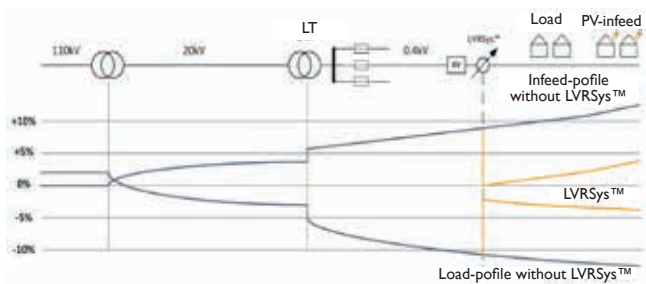 LT
Load
PV-infeed
110kV
20kV
0.4kV
LVRSys™
Infeed-pofile
without LVRSys™
+10%
+5%
0%
-5%
-10%
LVRSys™
Load-pofile without LVRSys™